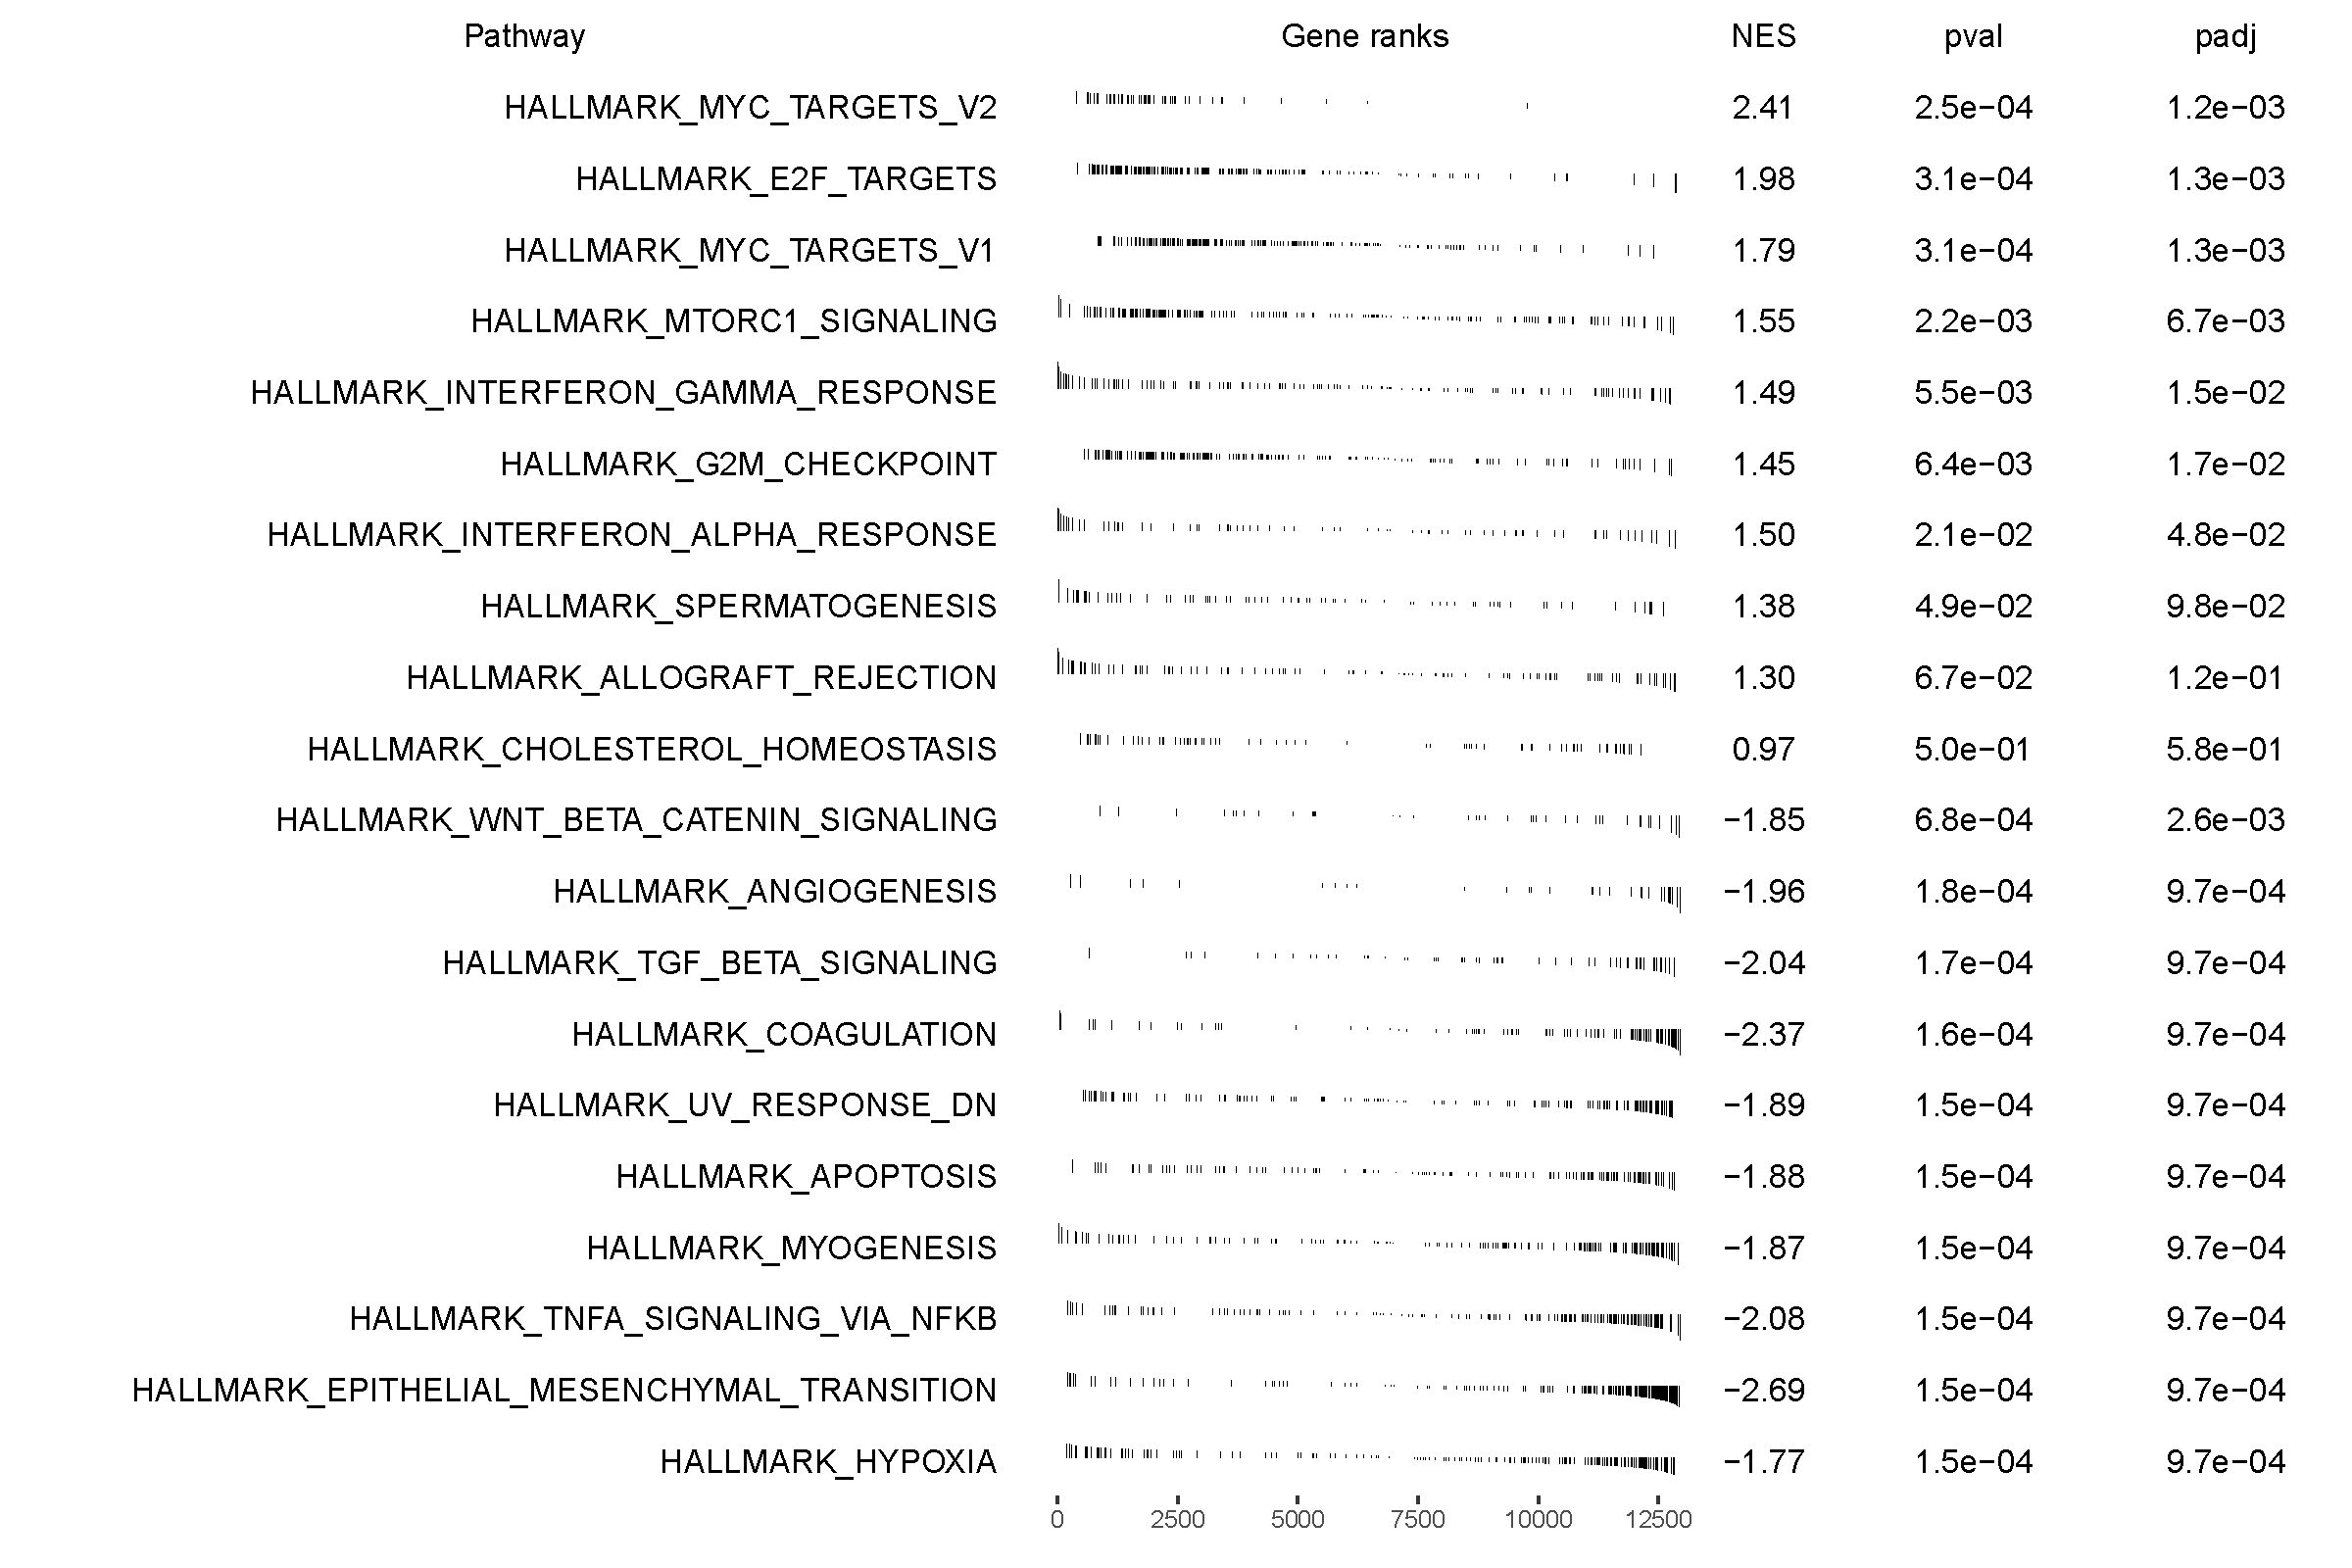 Pathway Gene ranks NES pval padj
HALLMARK_MYC_TARGETS_V2 2.41 2.5e−04 1.2e−03
HALLMARK_E2F_TARGETS 1.98 3.1e−04 1.3e−03
HALLMARK_MYC_TARGETS_V1 1.79 3.1e−04 1.3e−03
HALLMARK_MTORC1_SIGNALING 1.55 2.2e−03 6.7e−03
HALLMARK_INTERFERON_GAMMA_RESPONSE 1.49 5.5e−03 1.5e−02
HALLMARK_G2M_CHECKPOINT 1.45 6.4e−03 1.7e−02
HALLMARK_INTERFERON_ALPHA_RESPONSE 1.50 2.1e−02 4.8e−02
HALLMARK_SPERMATOGENESIS 1.38 4.9e−02 9.8e−02
HALLMARK_ALLOGRAFT_REJECTION 1.30 6.7e−02 1.2e−01
HALLMARK_CHOLESTEROL_HOMEOSTASIS 0.97 5.0e−01 5.8e−01
HALLMARK_WNT_BETA_CATENIN_SIGNALING −1.85 6.8e−04 2.6e−03
HALLMARK_ANGIOGENESIS −1.96 1.8e−04 9.7e−04
HALLMARK_TGF_BETA_SIGNALING −2.04 1.7e−04 9.7e−04
HALLMARK_COAGULATION −2.37 1.6e−04 9.7e−04
HALLMARK_UV_RESPONSE_DN −1.89 1.5e−04 9.7e−04
HALLMARK_APOPTOSIS −1.88 1.5e−04 9.7e−04
HALLMARK_MYOGENESIS −1.87 1.5e−04 9.7e−04
HALLMARK_TNFA_SIGNALING_VIA_NFKB −2.08 1.5e−04 9.7e−04
HALLMARK_EPITHELIAL_MESENCHYMAL_TRANSITION −2.69 1.5e−04 9.7e−04
HALLMARK_HYPOXIA −1.77 1.5e−04 9.7e−04
0 2500 5000 7500 10000 12500